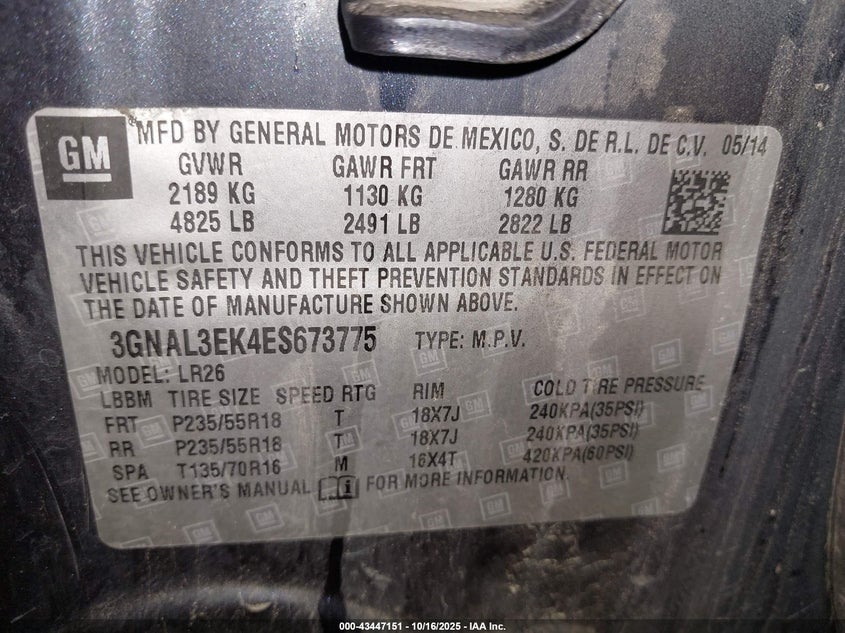 GM
MFD BY GENERAL MOTORS DE MEXICO, S. DE R.L. DE C.V. 05/14
GVWR GAWR FRT GAWR RR
2189 KG 1130 KG 1280 KG
4825 LB 2491 LB 2822 LB
THIS VEHICLE CONFORMS TO ALL APPLICABLE U.S. FEDERAL MOTOR
VEHICLE SAFETY AND THEFT PREVENTION STANDARDS IN EFFECT ON
THE DATE OF MANUFACTURE SHOWN ABOVE.
3GNAL3EK4ES673775 TYPE: M.P.V.
MODEL: LR26
LBBM TIRE SIZE SPEED RTG RIM COLD TIRE PRESSURE
FRT P235/55R18 T 18X7J 240KPA(35PSI)
RR P235/55R18 T 18X7J 240KPA(35PSI)
SPA T135/70R16 M 16X4T 420KPA(60PSI)
SEE OWNER'S MANUAL i FOR MORE INFORMATION.
000-43447151 - 10/16/2025 - IAA Inc.